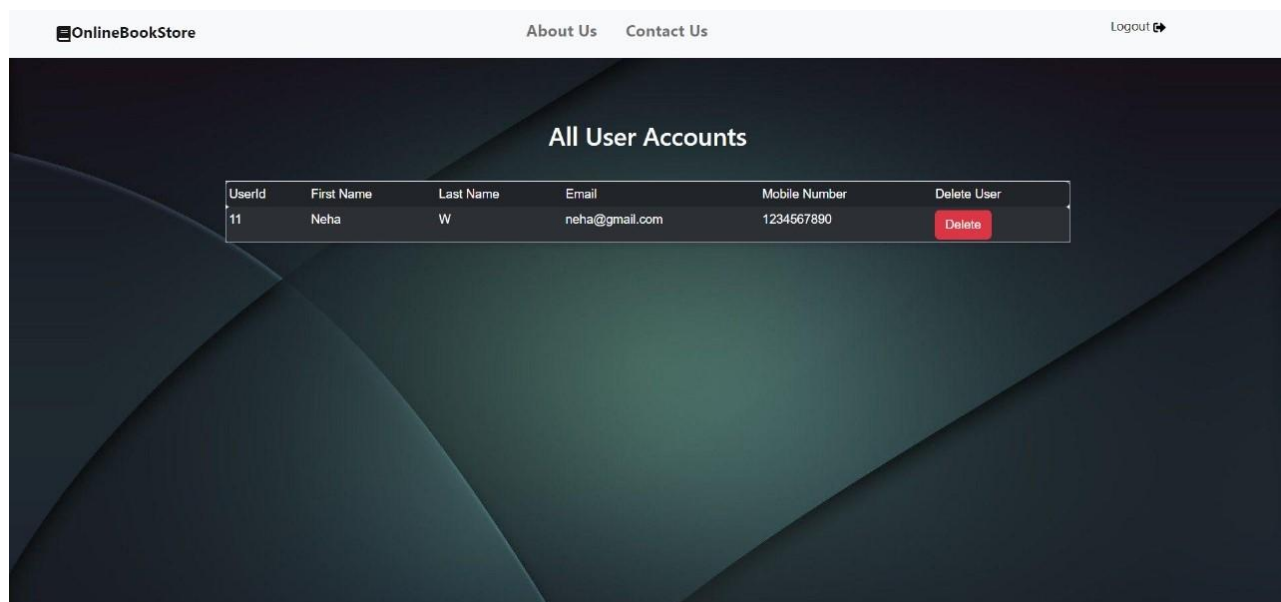 OnlineBookStore About Us Contact Us Logout
All User Accounts
UserId First Name Last Name Email Mobile Number Delete User
11 Neha W neha@gmail.com 1234567890 Delete